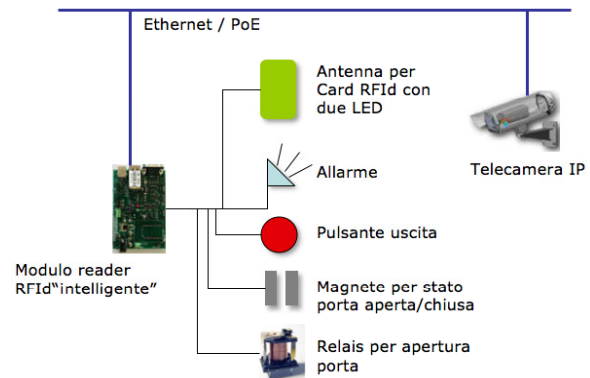 Ethernet / PoE
Antenna per
Card RFId con
due LED
Telecamera IP
Allarme
Pulsante uscita
Modulo reader
RFId“intelligente”
Magnete per stato
porta aperta/chiusa
Relais per apertura
porta